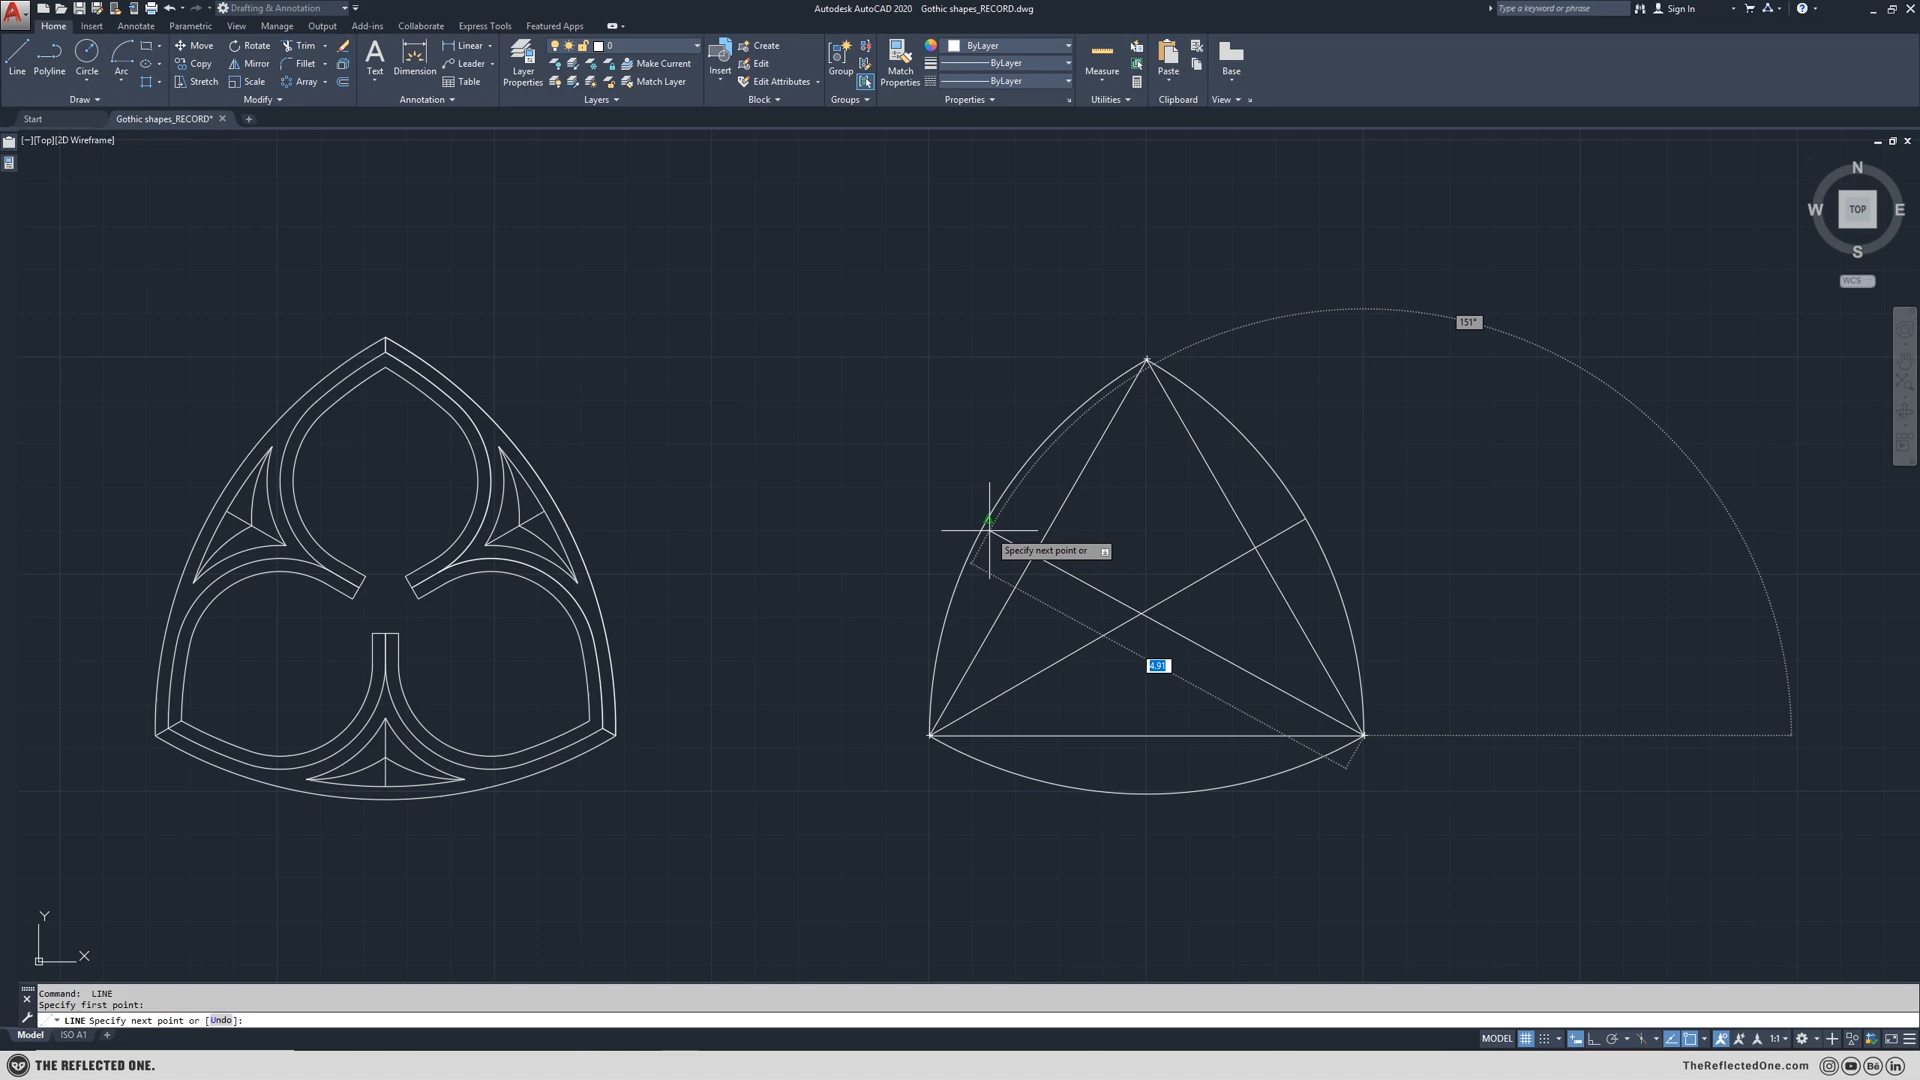 Drafting & Annotation
Autodesk AutoCAD 2020 Gothic shapes_RECORD.dwg
Type a keyword or phrase
Sign In
Home Insert Annotate Parametric View Manage Output Add-ins Collaborate Express Tools Featured Apps
Line Polyline Circle Arc
Move Rotate Trim
Copy Mirror Fillet
Stretch Scale Array
Text Dimension
Linear
Leader
Table
Layer Properties
0
Make Current
Match Layer
Insert
Create
Edit
Edit Attributes
Group
Match Properties
ByLayer
ByLayer
ByLayer
Measure
Paste
Base
Draw Modify Annotation Layers Block Groups Properties Utilities Clipboard View
Start Gothic shapes_RECORD*
[−][Top][2D Wireframe]
N
W TOP E
S
WCS
151°
Specify next point or
4.91
Y
X
Command: LINE
Specify first point:
LINE Specify next point or [Undo]:
Model ISO A1 +
MODEL 1:1
THE REFLECTED ONE.
TheReflectedOne.com